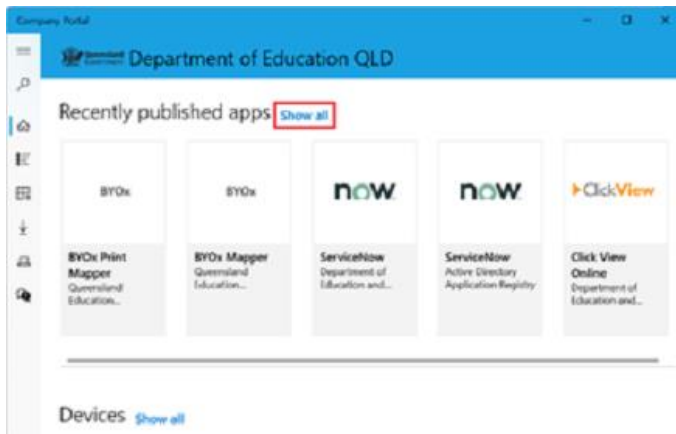 Company Portal
Queensland
Government
Department of Education QLD
Recently published apps Show all
BYOx
BYOx
now
now
ClickView
BYOx Print
Mapper
Queensland
Education...
BYOx Mapper
Queensland
Education...
ServiceNow
Department of
Education and...
ServiceNow
Active Directory
Application Registry
Click View
Online
Department of
Education and...
Devices Show all